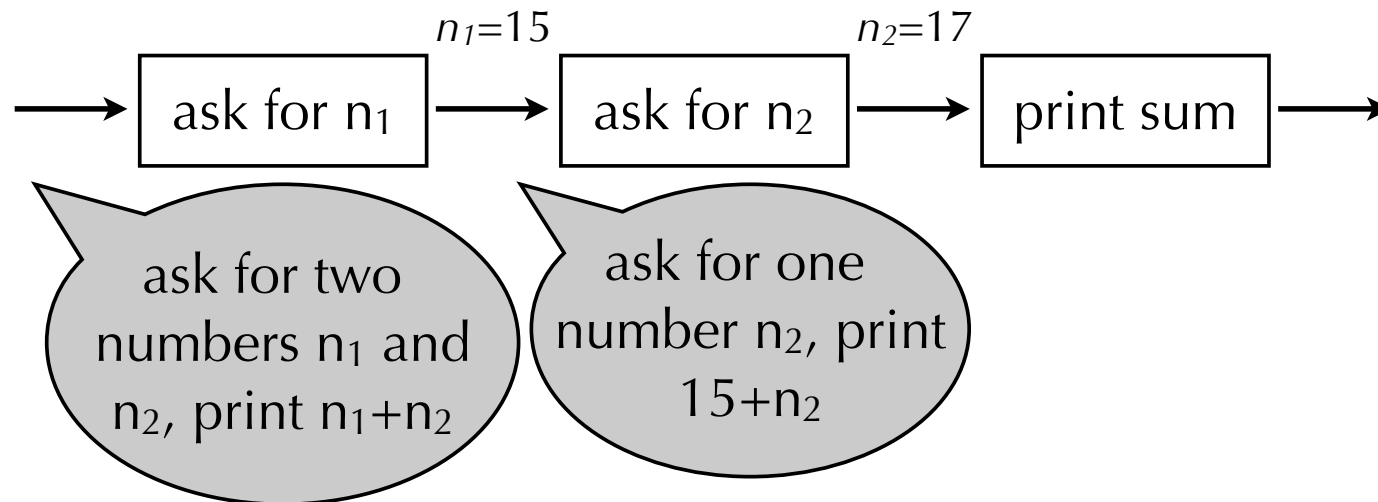 n₁=15
n₂=17
ask for n₁
ask for n₂
print sum
ask for two
numbers n₁ and
n₂, print n₁+n₂
ask for one
number n₂, print
15+n₂